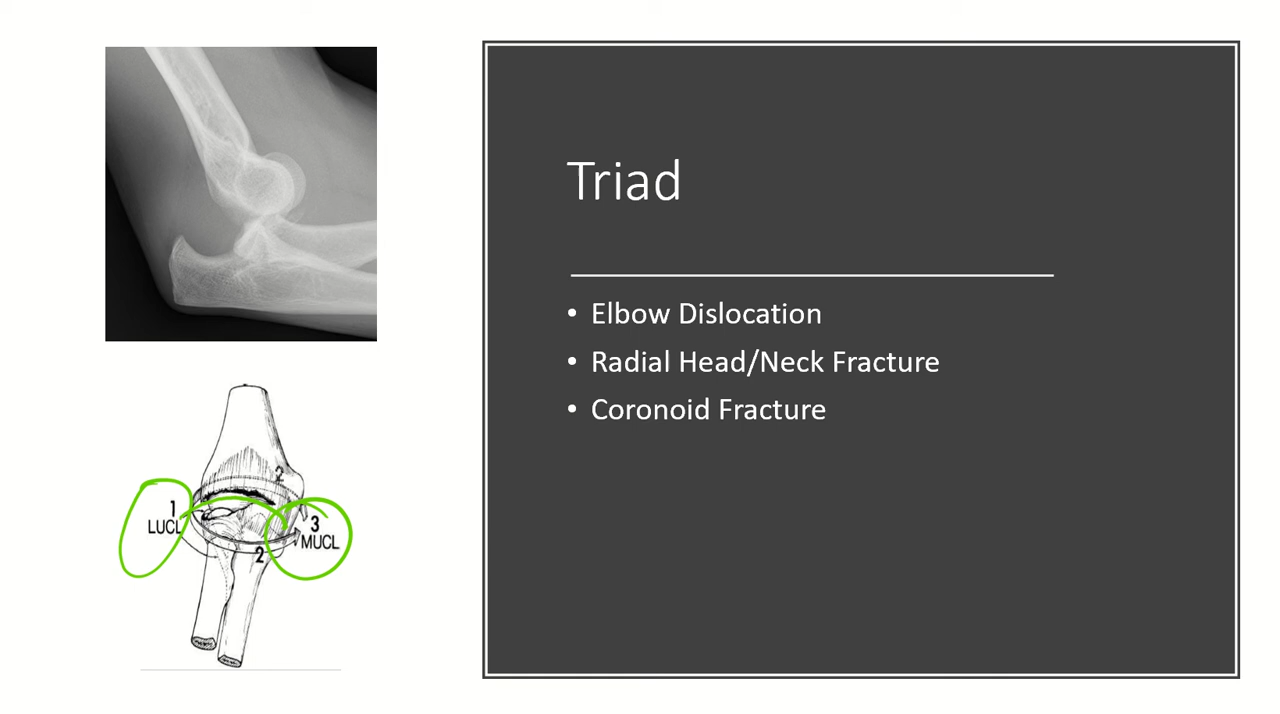 Triad
• Elbow Dislocation
• Radial Head/Neck Fracture
• Coronoid Fracture
2
1
LUCL
3
MUCL
2